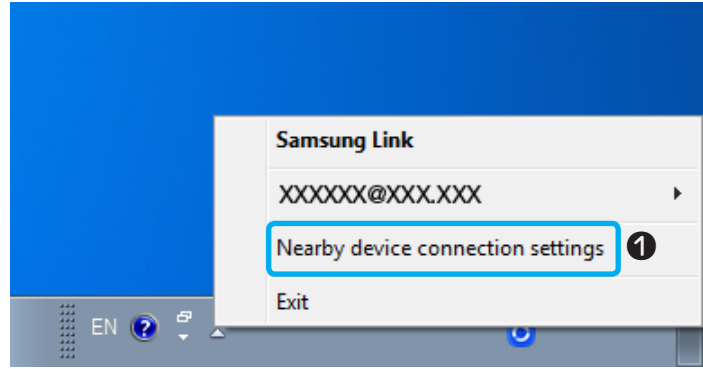 Samsung Link
XXXXXX@XXX.XXX
Nearby device connection settings 1
Exit
EN ?